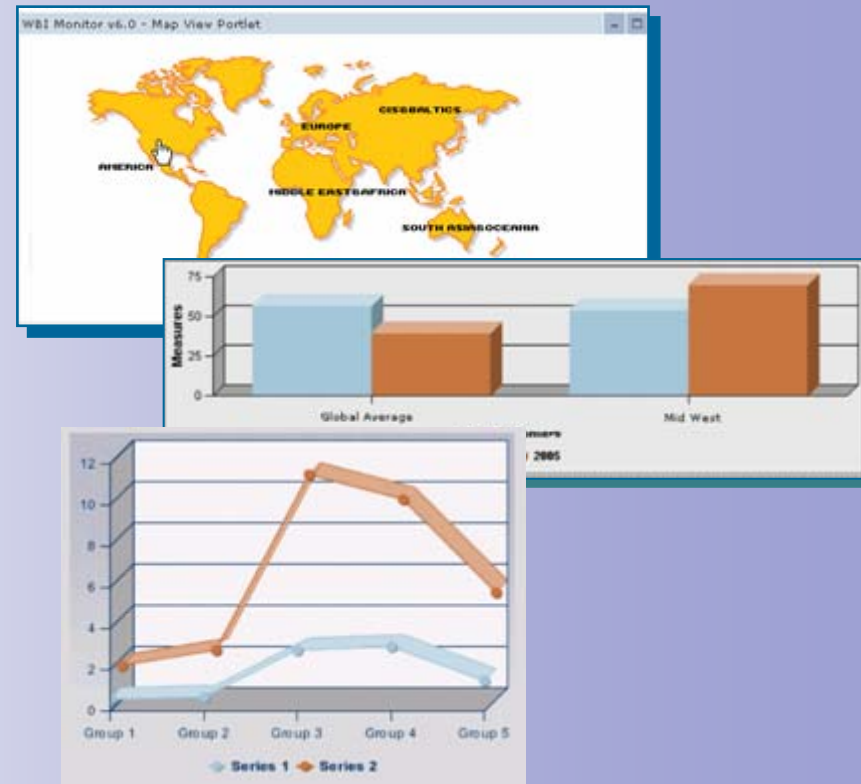 WBI Monitor v6.0 - Map View Portlet
CIS&BALTICS
EUROPE
AMERICA
MIDDLE EAST&AFRICA
SOUTH ASIA&OCEANIA
75
50
25
0
Measures
Global Average
Mid West
2005
12
10
8
6
4
2
0
Group 1
Group 2
Group 3
Group 4
Group 5
Series 1
Series 2